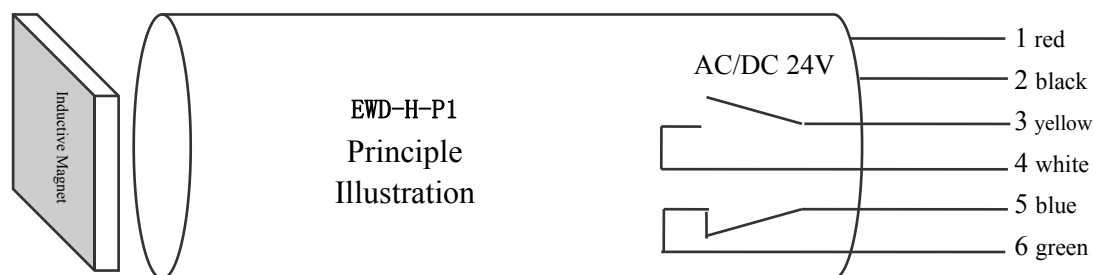 Inductive Magnet
EWD-H-P1
Principle
Illustration
AC/DC 24V
1 red
2 black
3 yellow
4 white
5 blue
6 green